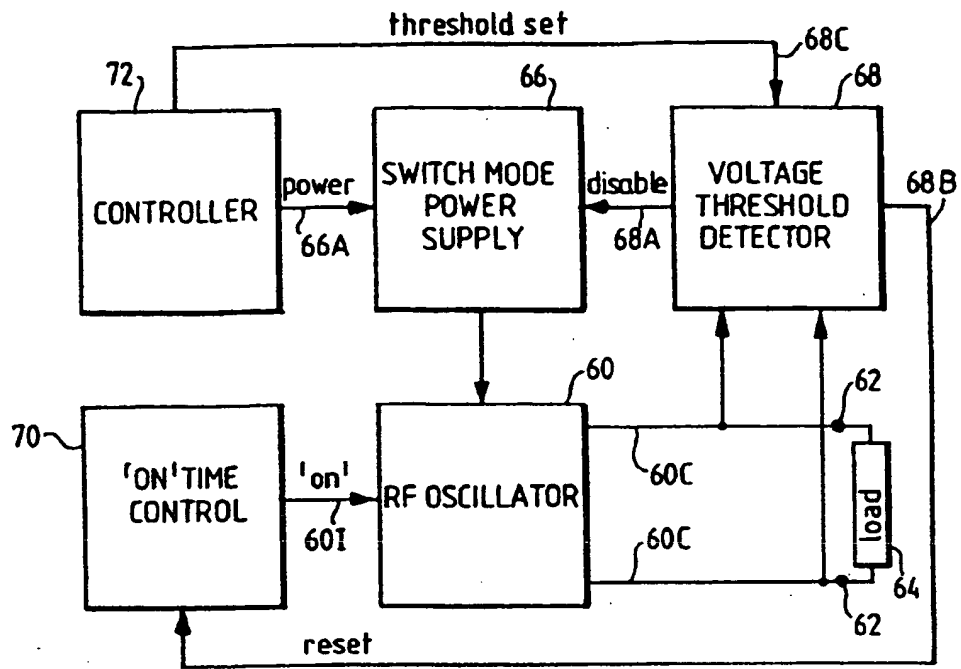 threshold set
68C
72
66
68
CONTROLLER
power
66A
SWITCH MODE
POWER
SUPPLY
disable
68A
VOLTAGE
THRESHOLD
DETECTOR
68B
60
62
70
'ON' TIME
CONTROL
'on'
60I
RF OSCILLATOR
60C
60C
load
64
62
reset